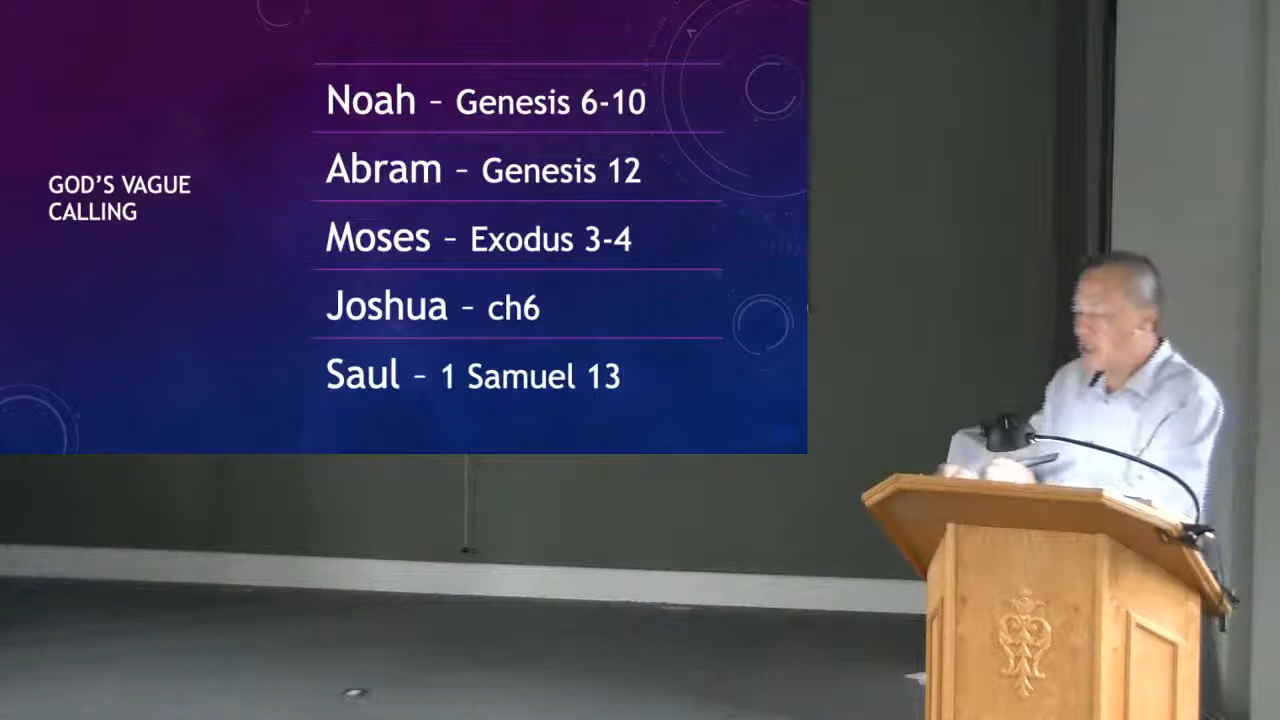 GOD'S VAGUE
CALLING
Noah – Genesis 6-10
Abram – Genesis 12
Moses – Exodus 3-4
Joshua – ch6
Saul – 1 Samuel 13